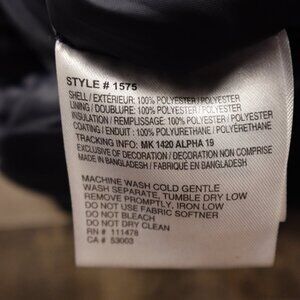 STYLE # 1575
SHELL / EXTÉRIEUR: 100% POLYESTER / POLYESTER
LINING / DOUBLURE: 100% POLYESTER / POLYESTER
INSULATION / REMPLISSAGE: 100% POLYESTER / POLYESTER
COATING / ENDUIT : 100% POLYURETHANE / POLYURÉTHANE
TRACKING INFO: MK 1420 ALPHA 19
EXCLUSIVE OF DECORATION / DECORATION NON COMPRISE
MADE IN BANGLADESH / FABRIQUÉ EN BANGLADESH
MACHINE WASH COLD GENTLE
WASH SEPARATE, TUMBLE DRY LOW
REMOVE PROMPTLY, IRON LOW
DO NOT USE FABRIC SOFTNER
DO NOT BLEACH
DO NOT DRY CLEAN
RN # 111478
CA # 53003